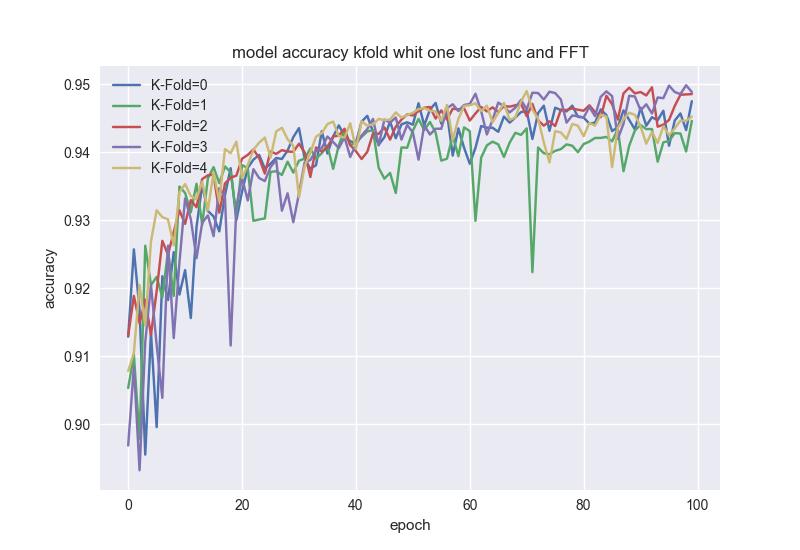 model accuracy kfold whit one lost func and FFT
0.95
0.94
0.93
0.92
0.91
0.90
accuracy
K-Fold=0
K-Fold=1
K-Fold=2
K-Fold=3
K-Fold=4
0 20 40 60 80 100
epoch